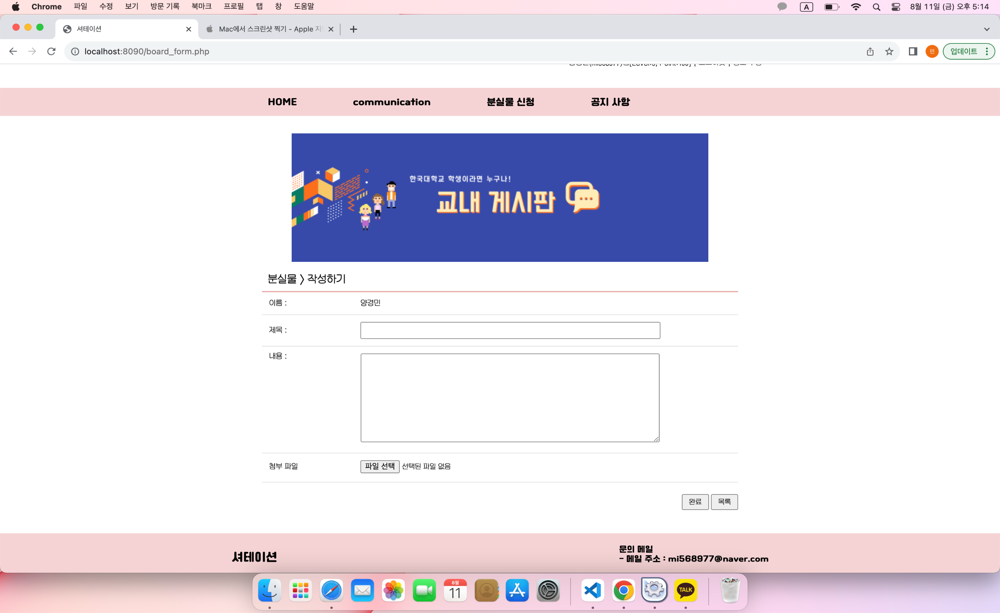 Chrome 파일 수정 보기 방문 기록 북마크 프로필 탭 창 도움말 A 8월 11일 (금) 오후 5:14
셔테이션 Mac에서 스크린샷 찍기 - Apple 지
localhost:8090/board_form.php 민 업데이트
HOME communication 분실물 신청 공지 사항
한국대학교 학생이라면 누구나!
교내 게시판
분실물 > 작성하기
이름 : 양경민
제목 :
내용 :
첨부 파일 파일 선택 선택된 파일 없음
완료 목록
셔테이션
문의 메일
- 메일 주소 : mi568977@naver.com
8월
11
TALK